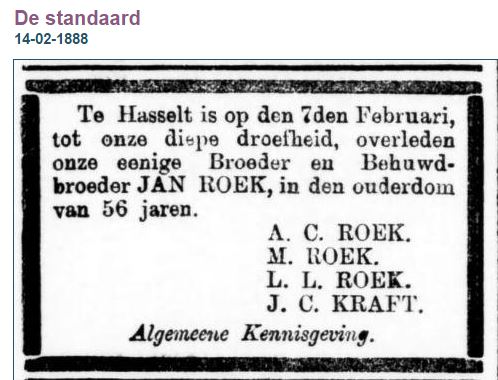 De standaard
14-02-1888
Te Hasselt is op den 7den Februari,
tot onze diepe droefheid, overleden
onze eenige Broeder en Behuwd-
broeder JAN ROEK, in den ouderdom
van 56 jaren.
A. C. ROEK.
M. ROEK.
L. L. ROEK.
J. C. KRAFT.
Algemeene Kennisgeving.